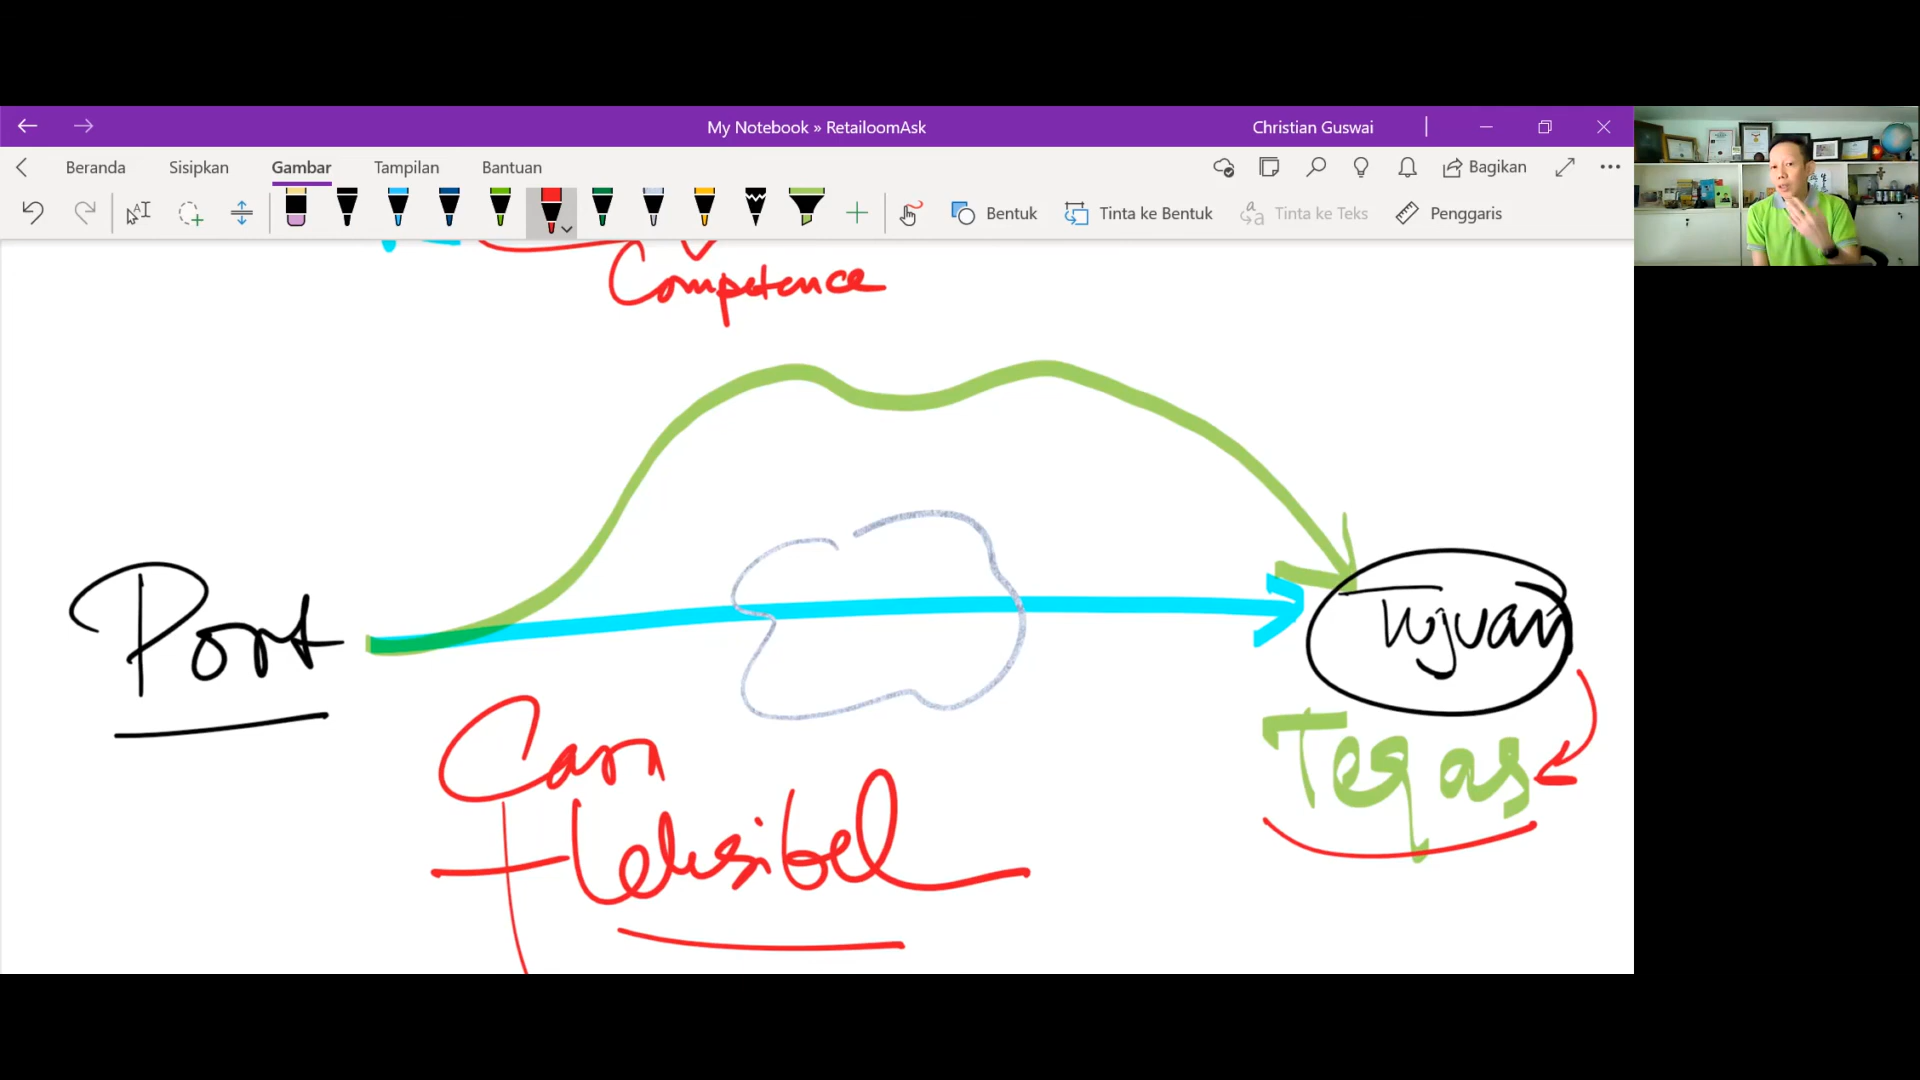 My Notebook » RetailoomAsk
Christian Guswai
Beranda Sisipkan Gambar Tampilan Bantuan
Bagikan
Bentuk Tinta ke Bentuk Tinta ke Teks Penggaris
Competence
Port
Tujuan
Tegas
Cara
Fleksibel